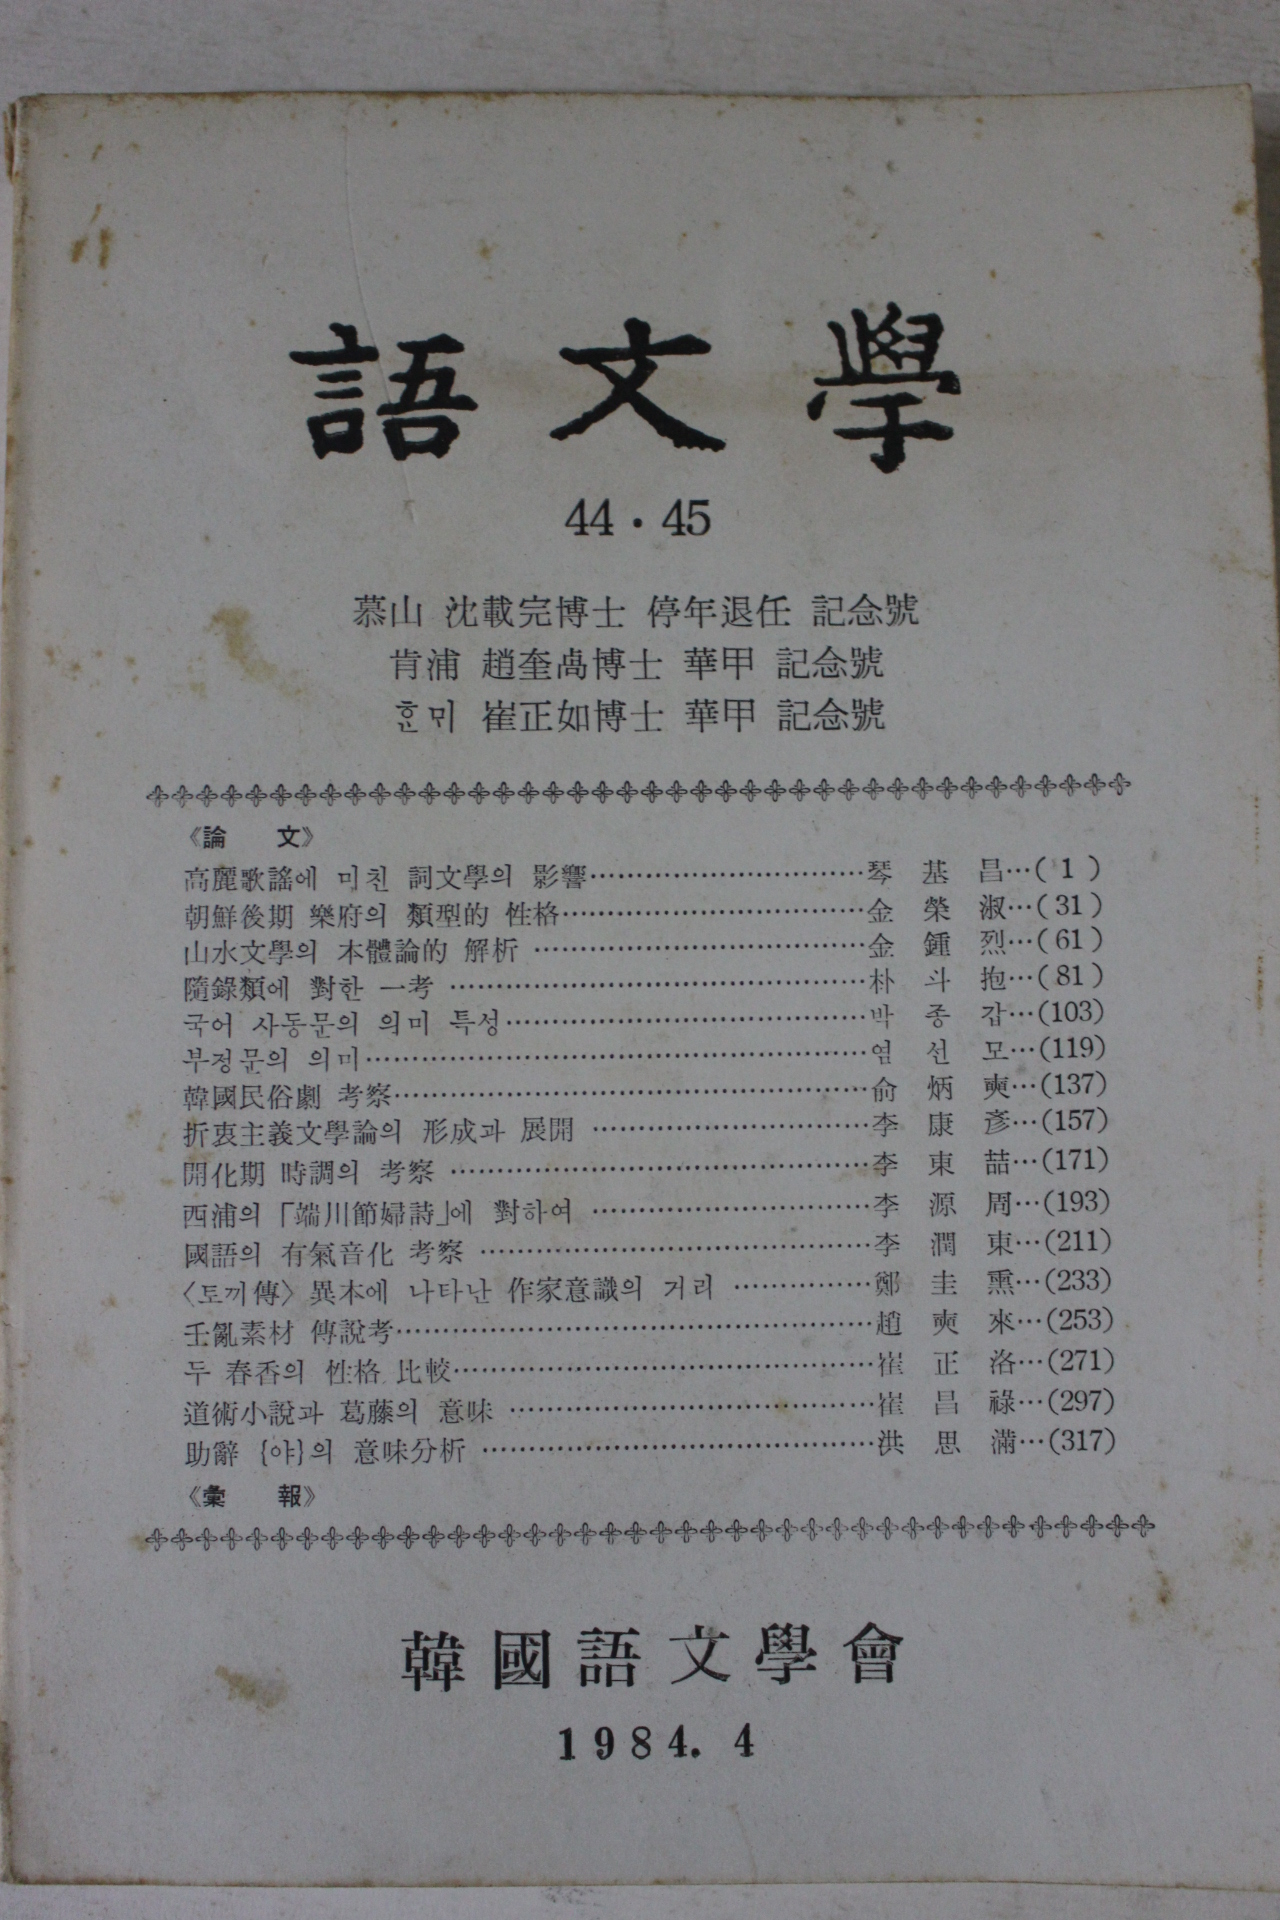 語文學
44·45
慕山 沈載完博士 停年退任 記念號
肯浦 趙奎卨博士 華甲 記念號
한뫼 崔正如博士 華甲 記念號
《論 文》
高麗歌謠에 미친 詞文學의 影響……………………………琴 基 昌…( 1 )
朝鮮後期 樂府의 類型的 性格……………………………金 榮 淑…( 31 )
山水文學의 本體論的 解析 ……………………………金 鍾 烈…( 61 )
隨錄類에 對한 一考 ……………………………朴 斗 抱…( 81 )
국어 사동문의 의미 특성……………………………박 종 갑…(103)
부정문의 의미……………………………염 선 모…(119)
韓國民俗劇 考察……………………………兪 炳 奭…(137)
折衷主義文學論의 形成과 展開 ……………………………李 康 彥…(157)
開化期 時調의 考察 ……………………………李 東 喆…(171)
西浦의 「端川節婦詩」에 對하여 ……………………………李 源 周…(193)
國語의 有氣音化 考察 ……………………………李 潤 東…(211)
〈토끼傳〉 異本에 나타난 作家意識의 거리 ……………鄭 圭 熏…(233)
壬亂素材 傳說考……………………………趙 奭 來…(253)
두 春香의 性格 比較……………………………崔 正 洛…(271)
道術小說과 葛藤의 意味 ……………………………崔 昌 祿…(297)
助辭 {야}의 意味分析 ……………………………洪 思 滿…(317)
《彙 報》
韓國語文學會
1984. 4